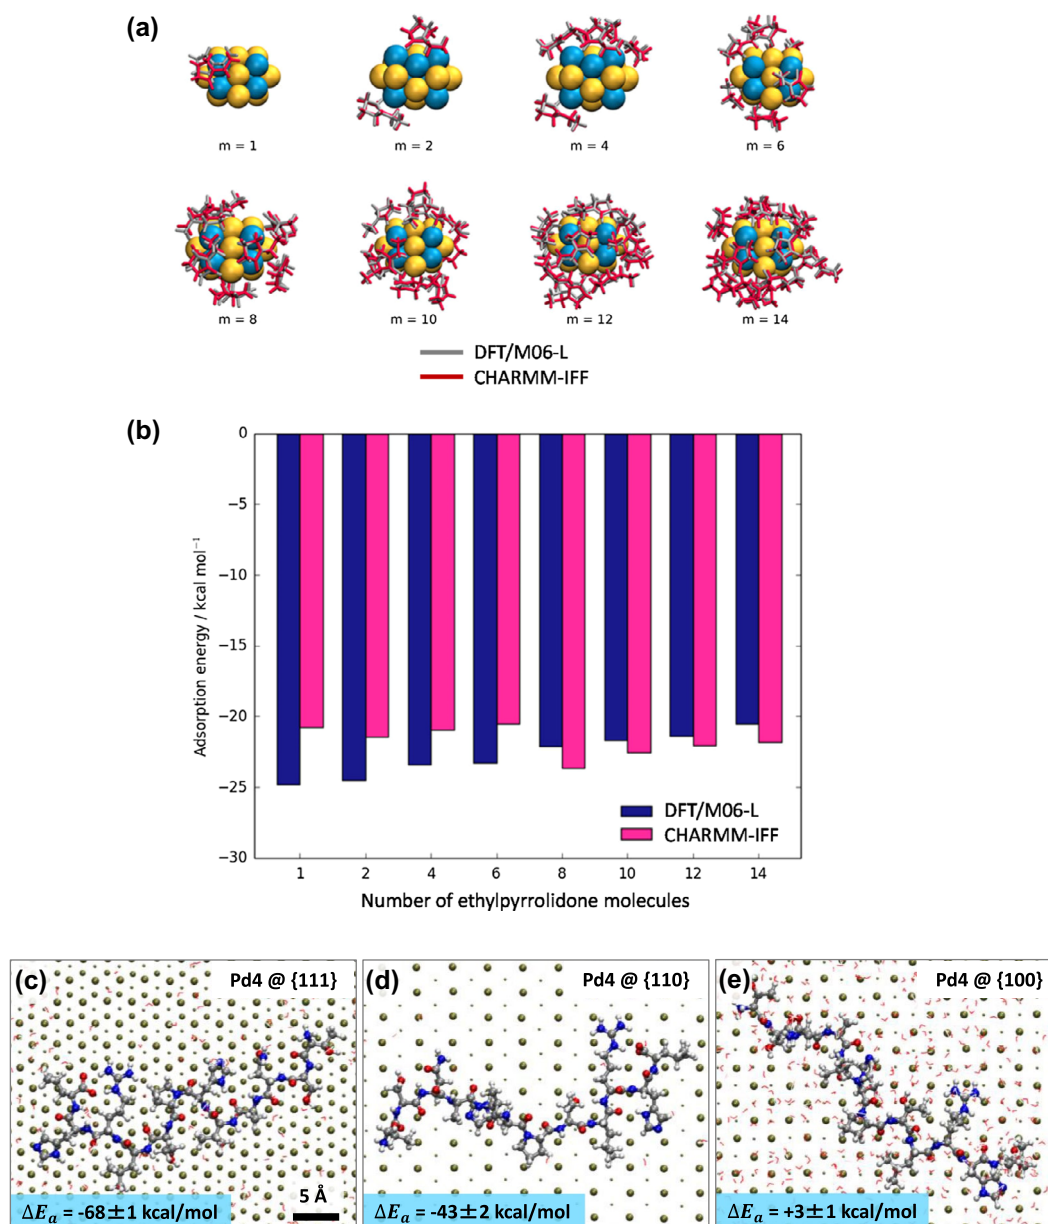 (a)
m = 1
m = 2
m = 4
m = 6
m = 8
m = 10
m = 12
m = 14
DFT/M06-L
CHARMM-IFF
(b)
0
−5
−10
−15
−20
−25
−30
Adsorption energy / kcal mol⁻¹
1 2 4 6 8 10 12 14
Number of ethylpyrrolidone molecules
DFT/M06-L
CHARMM-IFF
(c)
Pd4 @ {111}
5 Å
ΔEₐ = -68±1 kcal/mol
(d)
Pd4 @ {110}
ΔEₐ = -43±2 kcal/mol
(e)
Pd4 @ {100}
ΔEₐ = +3±1 kcal/mol